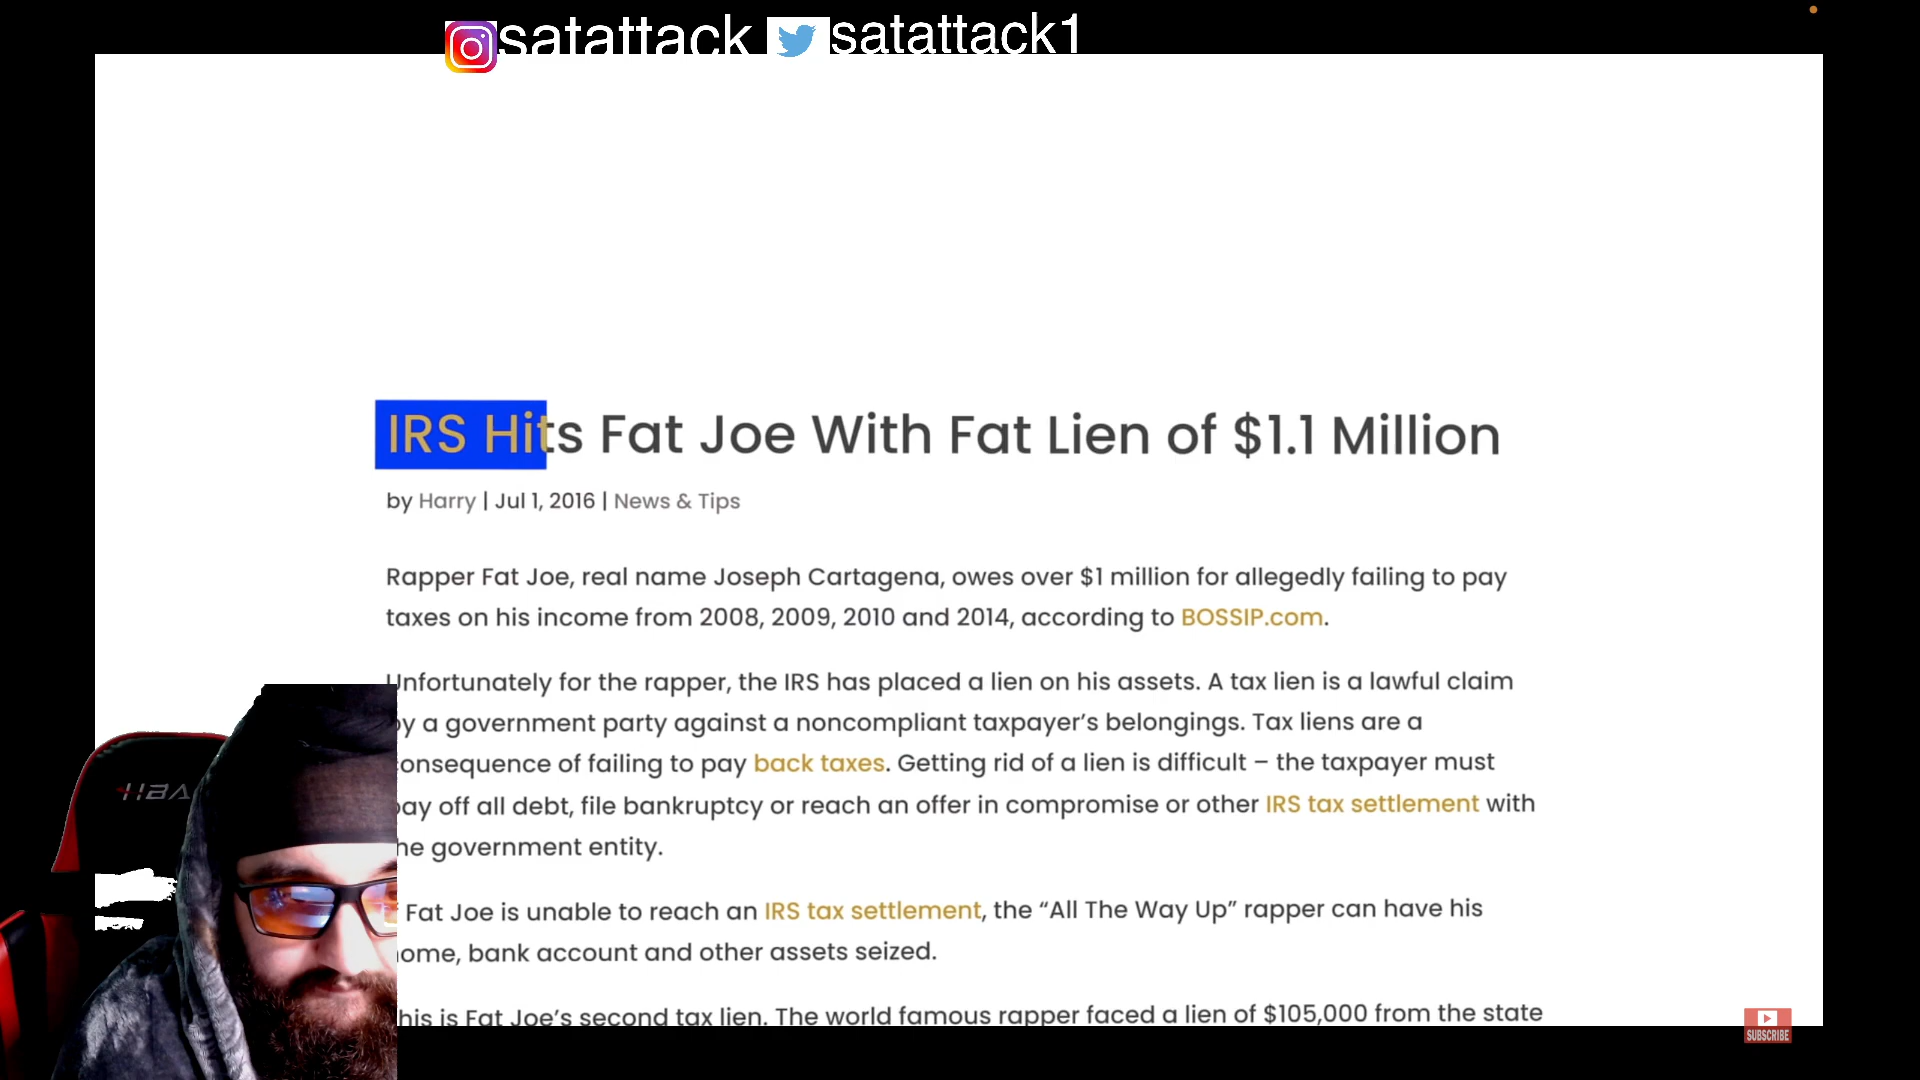 satattack satattack1
IRS Hits Fat Joe With Fat Lien of $1.1 Million
by Harry | Jul 1, 2016 | News & Tips
Rapper Fat Joe, real name Joseph Cartagena, owes over $1 million for allegedly failing to pay
taxes on his income from 2008, 2009, 2010 and 2014, according to BOSSIP.com.
Unfortunately for the rapper, the IRS has placed a lien on his assets. A tax lien is a lawful claim
by a government party against a noncompliant taxpayer’s belongings. Tax liens are a
onsequence of failing to pay back taxes. Getting rid of a lien is difficult – the taxpayer must
pay off all debt, file bankruptcy or reach an offer in compromise or other IRS tax settlement with
he government entity.
Fat Joe is unable to reach an IRS tax settlement, the “All The Way Up” rapper can have his
ome, bank account and other assets seized.
his is Fat Joe’s second tax lien. The world famous rapper faced a lien of $105,000 from the state
HBA
SUBSCRIBE